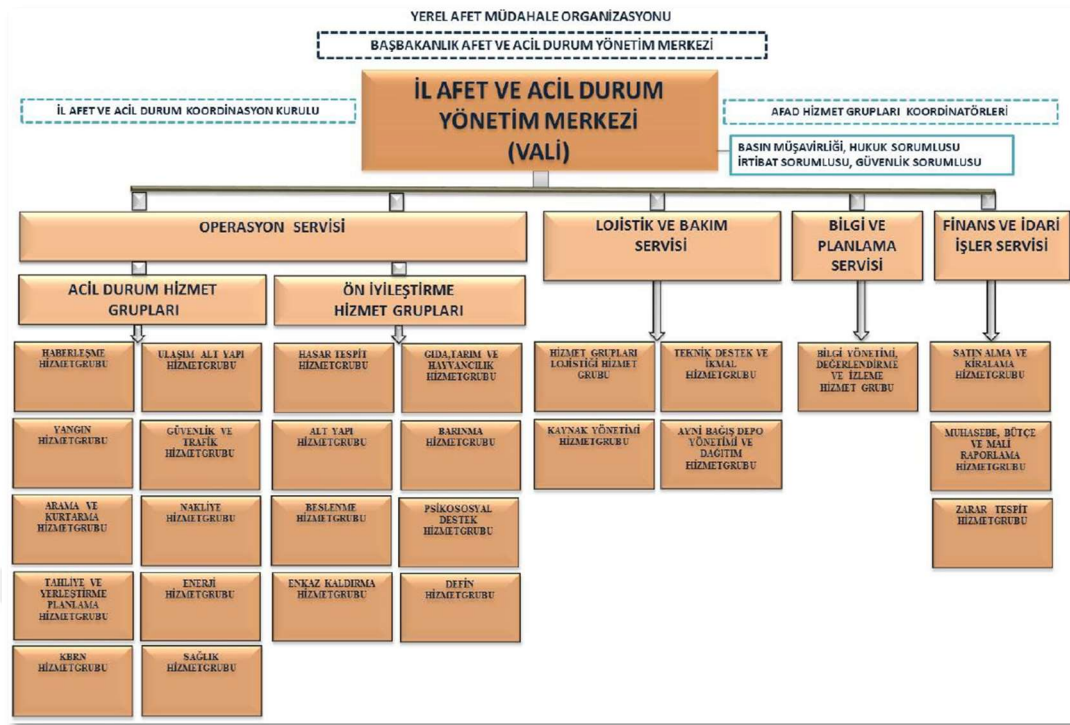 YEREL AFET MÜDAHALE ORGANİZASYONU
BAŞBAKANLIK AFET VE ACİL DURUM YÖNETİM MERKEZİ
İL AFET VE ACİL DURUM
YÖNETİM MERKEZİ
(VALİ)
İL AFET VE ACİL DURUM KOORDİNASYON KURULU
AFAD HİZMET GRUPLARI KOORDİNATÖRLERİ
BASIN MÜŞAVİRLİĞİ, HUKUK SORUMLUSU
İRTİBAT SORUMLUSU, GÜVENLİK SORUMLUSU
OPERASYON SERVİSİ
LOJİSTİK VE BAKIM
SERVİSİ
BİLGİ VE
PLANLAMA
SERVİSİ
FİNANS VE İDARİ
İŞLER SERVİSİ
ACİL DURUM HİZMET
GRUPLARI
ÖN İYİLEŞTİRME
HİZMET GRUPLARI
HABERLEŞME
HİZMETGRUBU
ULAŞIM ALT YAPI
HİZMETGRUBU
YANGIN
HİZMETGRUBU
GÜVENLİK VE
TRAFİK
HİZMETGRUBU
ARAMA VE
KURTARMA
HİZMETGRUBU
NAKLİYE
HİZMETGRUBU
TAHLİYE VE
YERLEŞTİRME
PLANLAMA
HİZMETGRUBU
ENERJİ
HİZMETGRUBU
KBRN
HİZMETGRUBU
SAĞLIK
HİZMETGRUBU
HASAR TESPİT
HİZMETGRUBU
GIDA,TARIM VE
HAYVANCILIK
HİZMETGRUBU
ALT YAPI
HİZMETGRUBU
BARINMA
HİZMETGRUBU
BESLENME
HİZMETGRUBU
PSİKOSOSYAL
DESTEK
HİZMETGRUBU
ENKAZ KALDIRMA
HİZMETGRUBU
DEFİN
HİZMETGRUBU
HİZMET GRUPLARI
LOJİSTİĞİ HİZMET
GRUBU
TEKNİK DESTEK VE
İKMAL
HİZMETGRUBU
KAYNAK YÖNETİMİ
HİZMETGRUBU
AYNİ BAĞIŞ DEPO
YÖNETİMİ VE
DAĞITIM
HİZMETGRUBU
BİLGİ YÖNETİMİ,
DEĞERLENDİRME
VE İZLEME
HİZMET GRUBU
SATIN ALMA VE
KİRALAMA
HİZMETGRUBU
MUHASEBE, BÜTÇE
VE MALİ
RAPORLAMA
HİZMETGRUBU
ZARAR TESPİT
HİZMETGRUBU